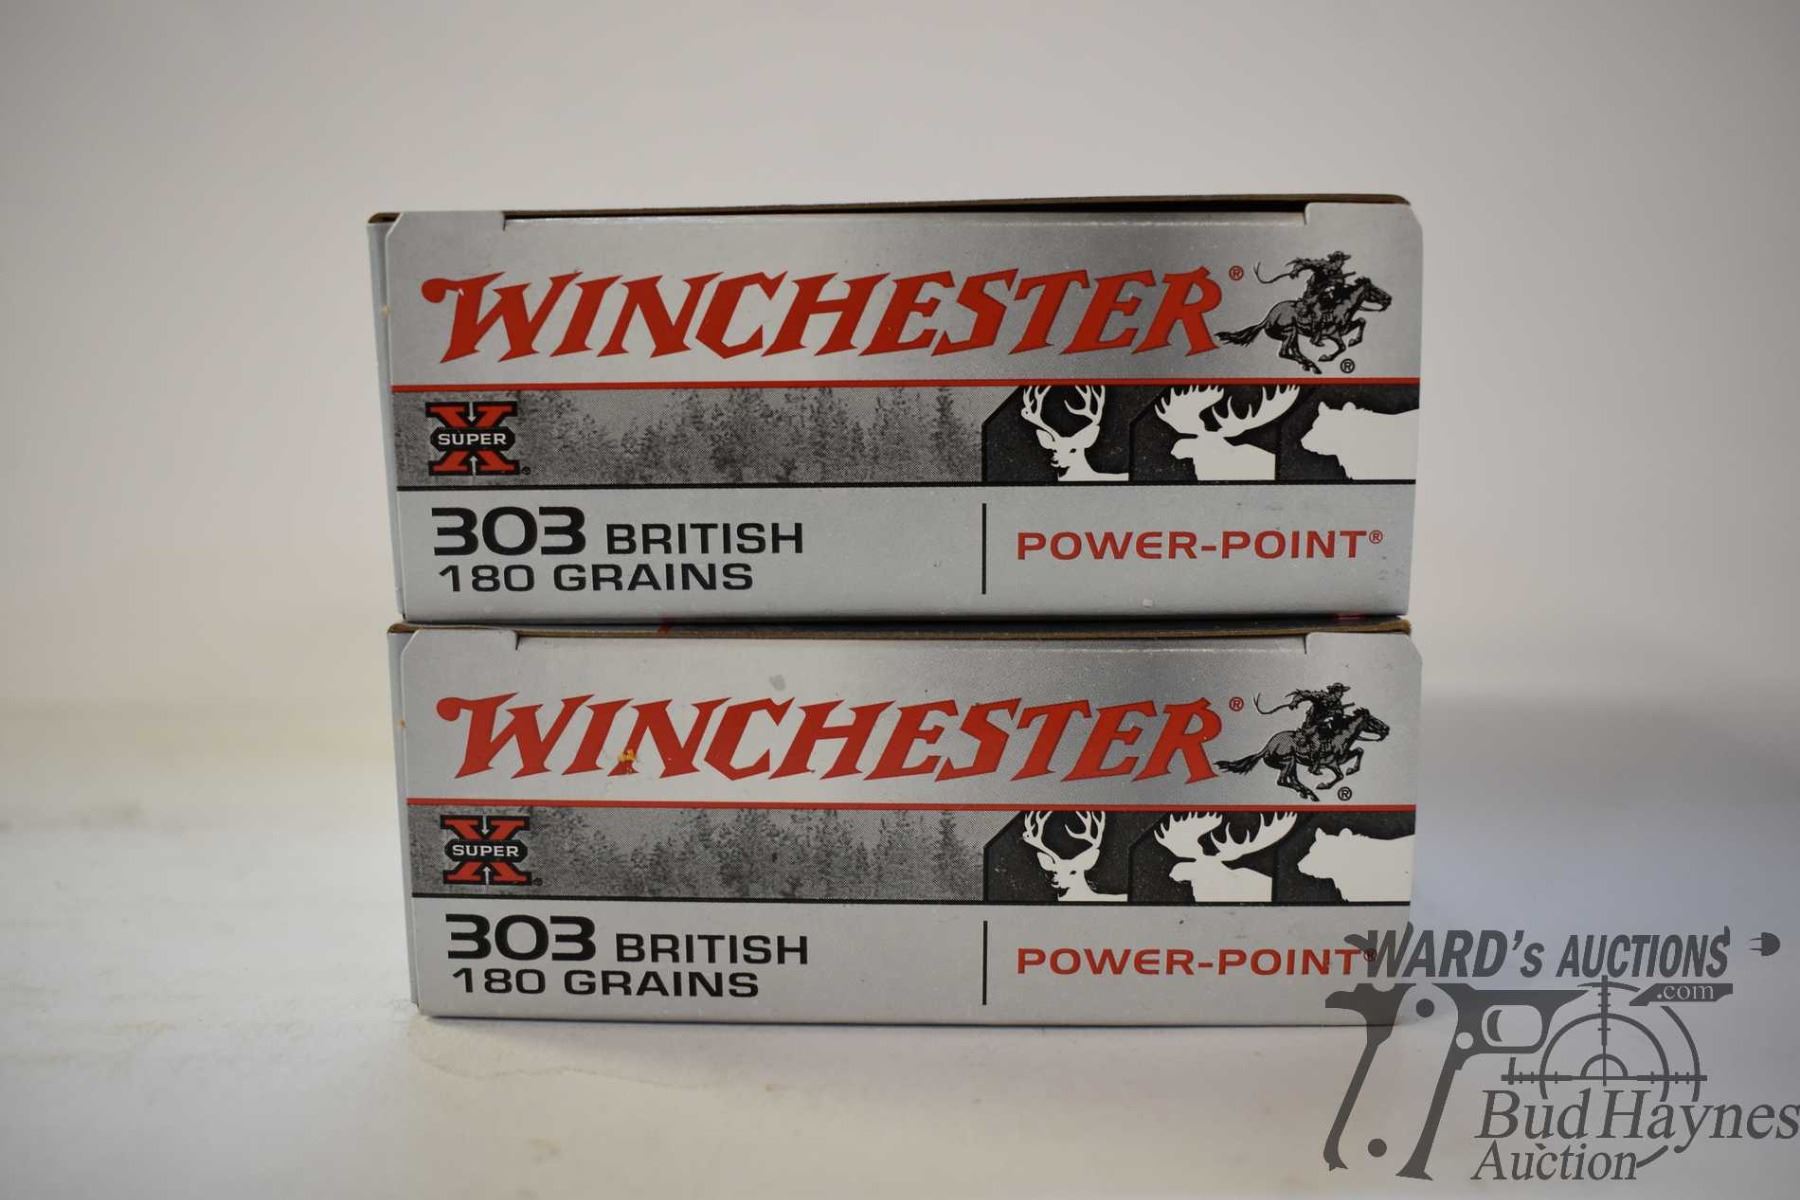 WINCHESTER®
®
X
SUPER
303 BRITISH
180 GRAINS
POWER-POINT®
WINCHESTER®
®
X
SUPER
303 BRITISH
180 GRAINS
POWER-POINT®
WARD'S AUCTIONS
.com
Bud Haynes
Auction